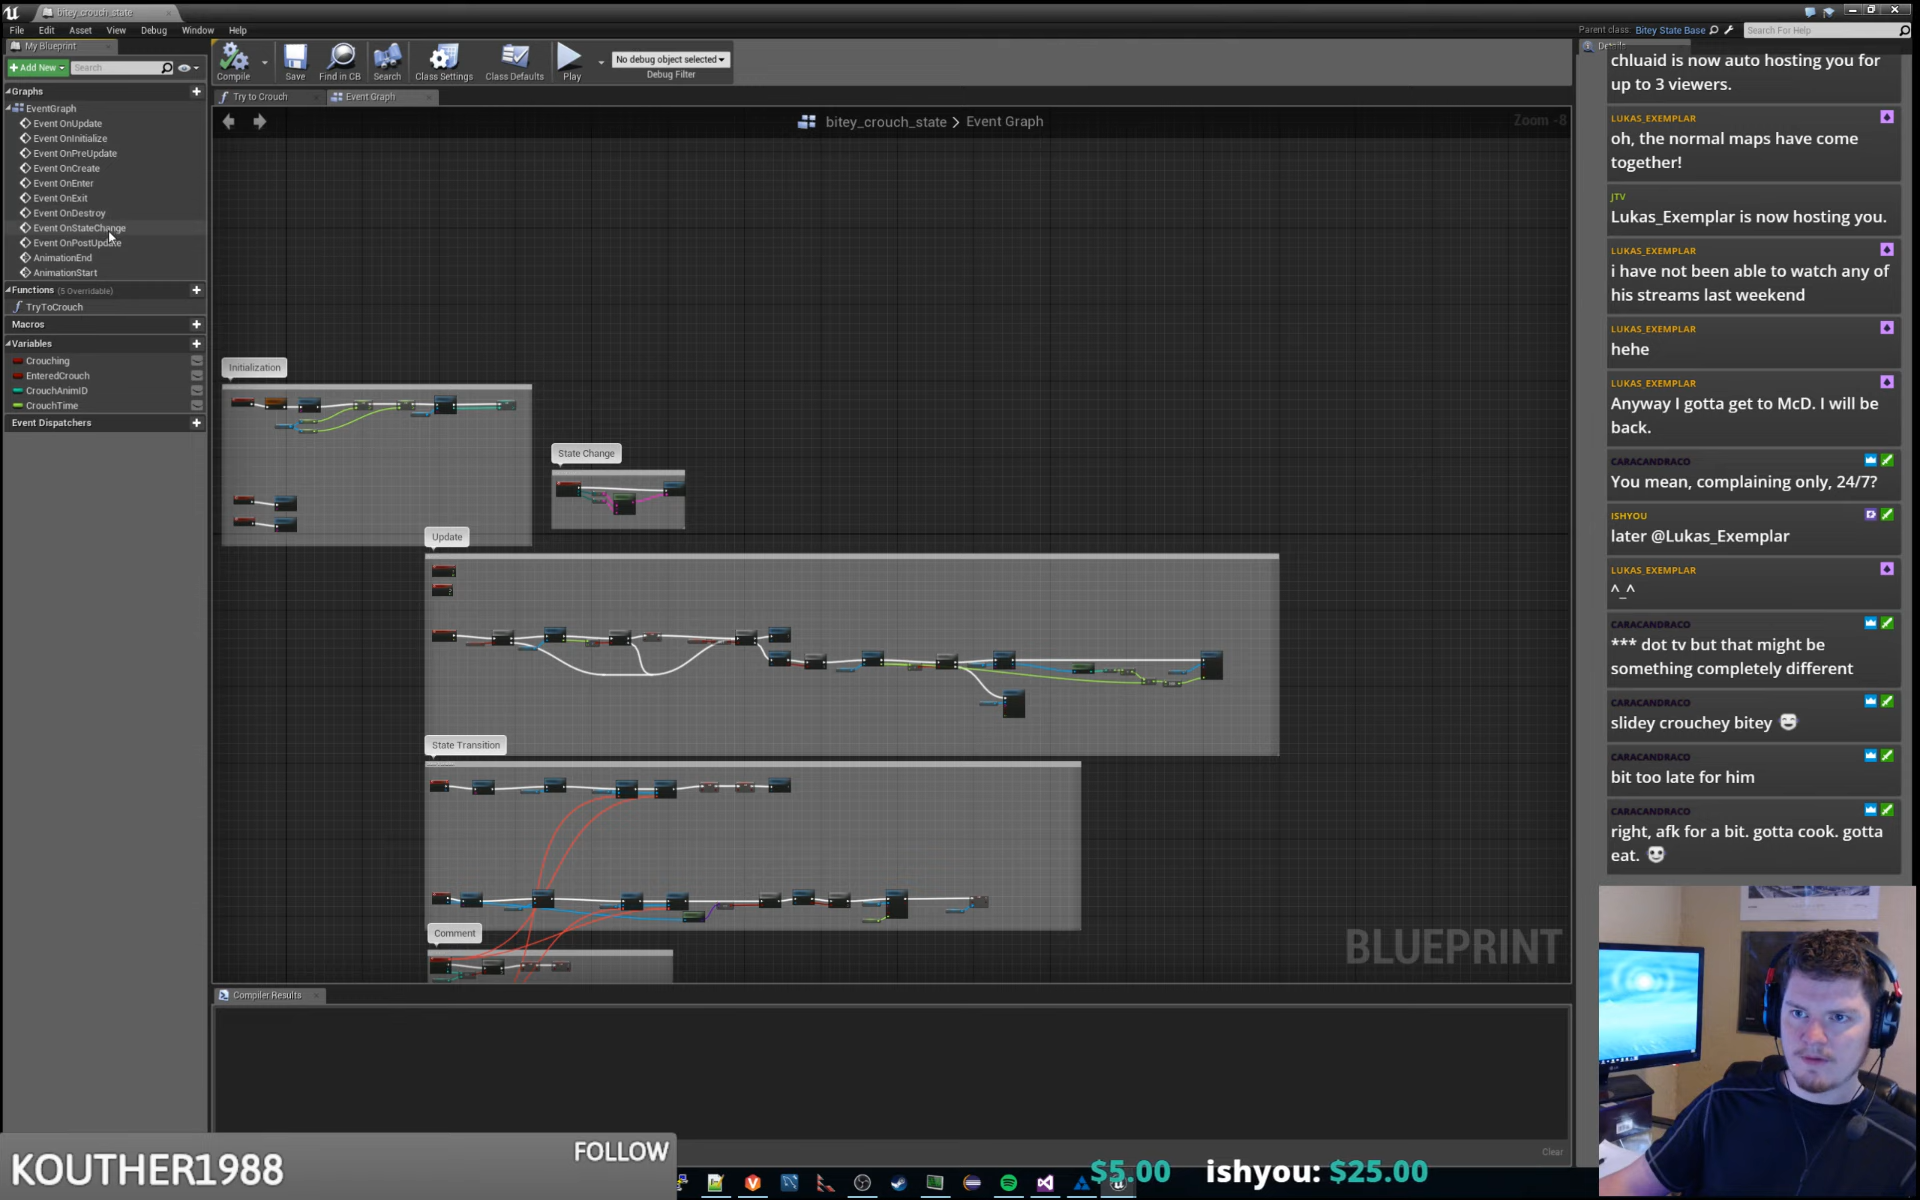 bitey_crouch_state
File Edit Asset View Debug Window Help
Parent class: Bitey State Base
Search For Help
My Blueprint
Add New
Search
Compile
Save
Find in CB
Search
Class Settings
Class Defaults
Play
No debug object selected
Debug Filter
Details
Graphs
EventGraph
Event OnUpdate
Event OnInitialize
Event OnPreUpdate
Event OnCreate
Event OnEnter
Event OnExit
Event OnDestroy
Event OnStateChange
Event OnPostUpdate
AnimationEnd
AnimationStart
Functions (5 Overridable)
TryToCrouch
Macros
Variables
Crouching
EnteredCrouch
CrouchAnimID
CrouchTime
Event Dispatchers
Try to Crouch
Event Graph
bitey_crouch_state > Event Graph
Zoom -8
Initialization
State Change
Update
State Transition
Comment
BLUEPRINT
Compiler Results
Clear
chluaid is now auto hosting you for
up to 3 viewers.
LUKAS_EXEMPLAR
oh, the normal maps have come
together!
JTV
Lukas_Exemplar is now hosting you.
LUKAS_EXEMPLAR
i have not been able to watch any of
his streams last weekend
LUKAS_EXEMPLAR
hehe
LUKAS_EXEMPLAR
Anyway I gotta get to McD. I will be
back.
CARACANDRACO
You mean, complaining only, 24/7?
ISHYOU
later @Lukas_Exemplar
LUKAS_EXEMPLAR
^_^
CARACANDRACO
*** dot tv but that might be
something completely different
CARACANDRACO
slidey crouchey bitey
CARACANDRACO
bit too late for him
CARACANDRACO
right, afk for a bit. gotta cook. gotta
eat.
KOUTHER1988
FOLLOW
$5.00 ishyou: $25.00